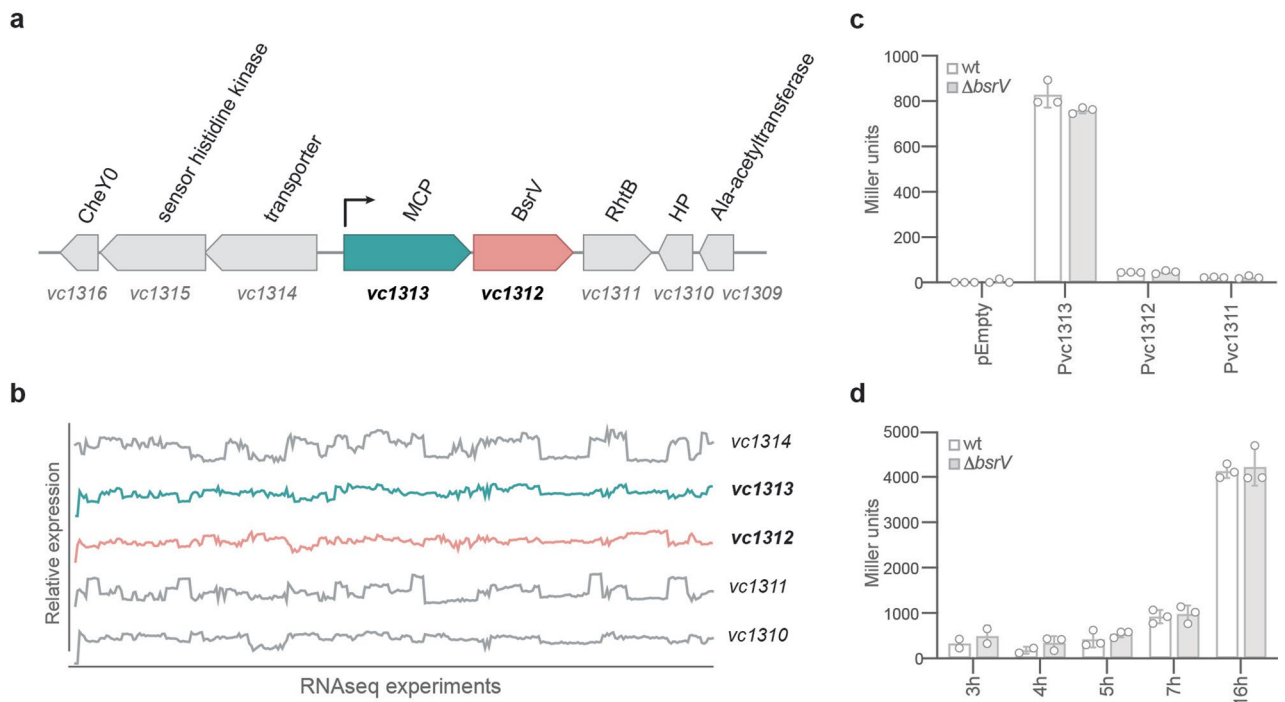 a
CheY0
sensor histidine kinase
transporter
MCP
BsrV
RhtB
HP
Ala-acetyltransferase
vc1316
vc1315
vc1314
vc1313
vc1312
vc1311
vc1310
vc1309
b
Relative expression
vc1314
vc1313
vc1312
vc1311
vc1310
RNAseq experiments
c
Miller units
1000
800
600
400
200
0
wt
ΔbsrV
pEmpty
Pvc1313
Pvc1312
Pvc1311
d
Miller units
5000
4000
3000
2000
1000
0
wt
ΔbsrV
3h
4h
5h
7h
16h